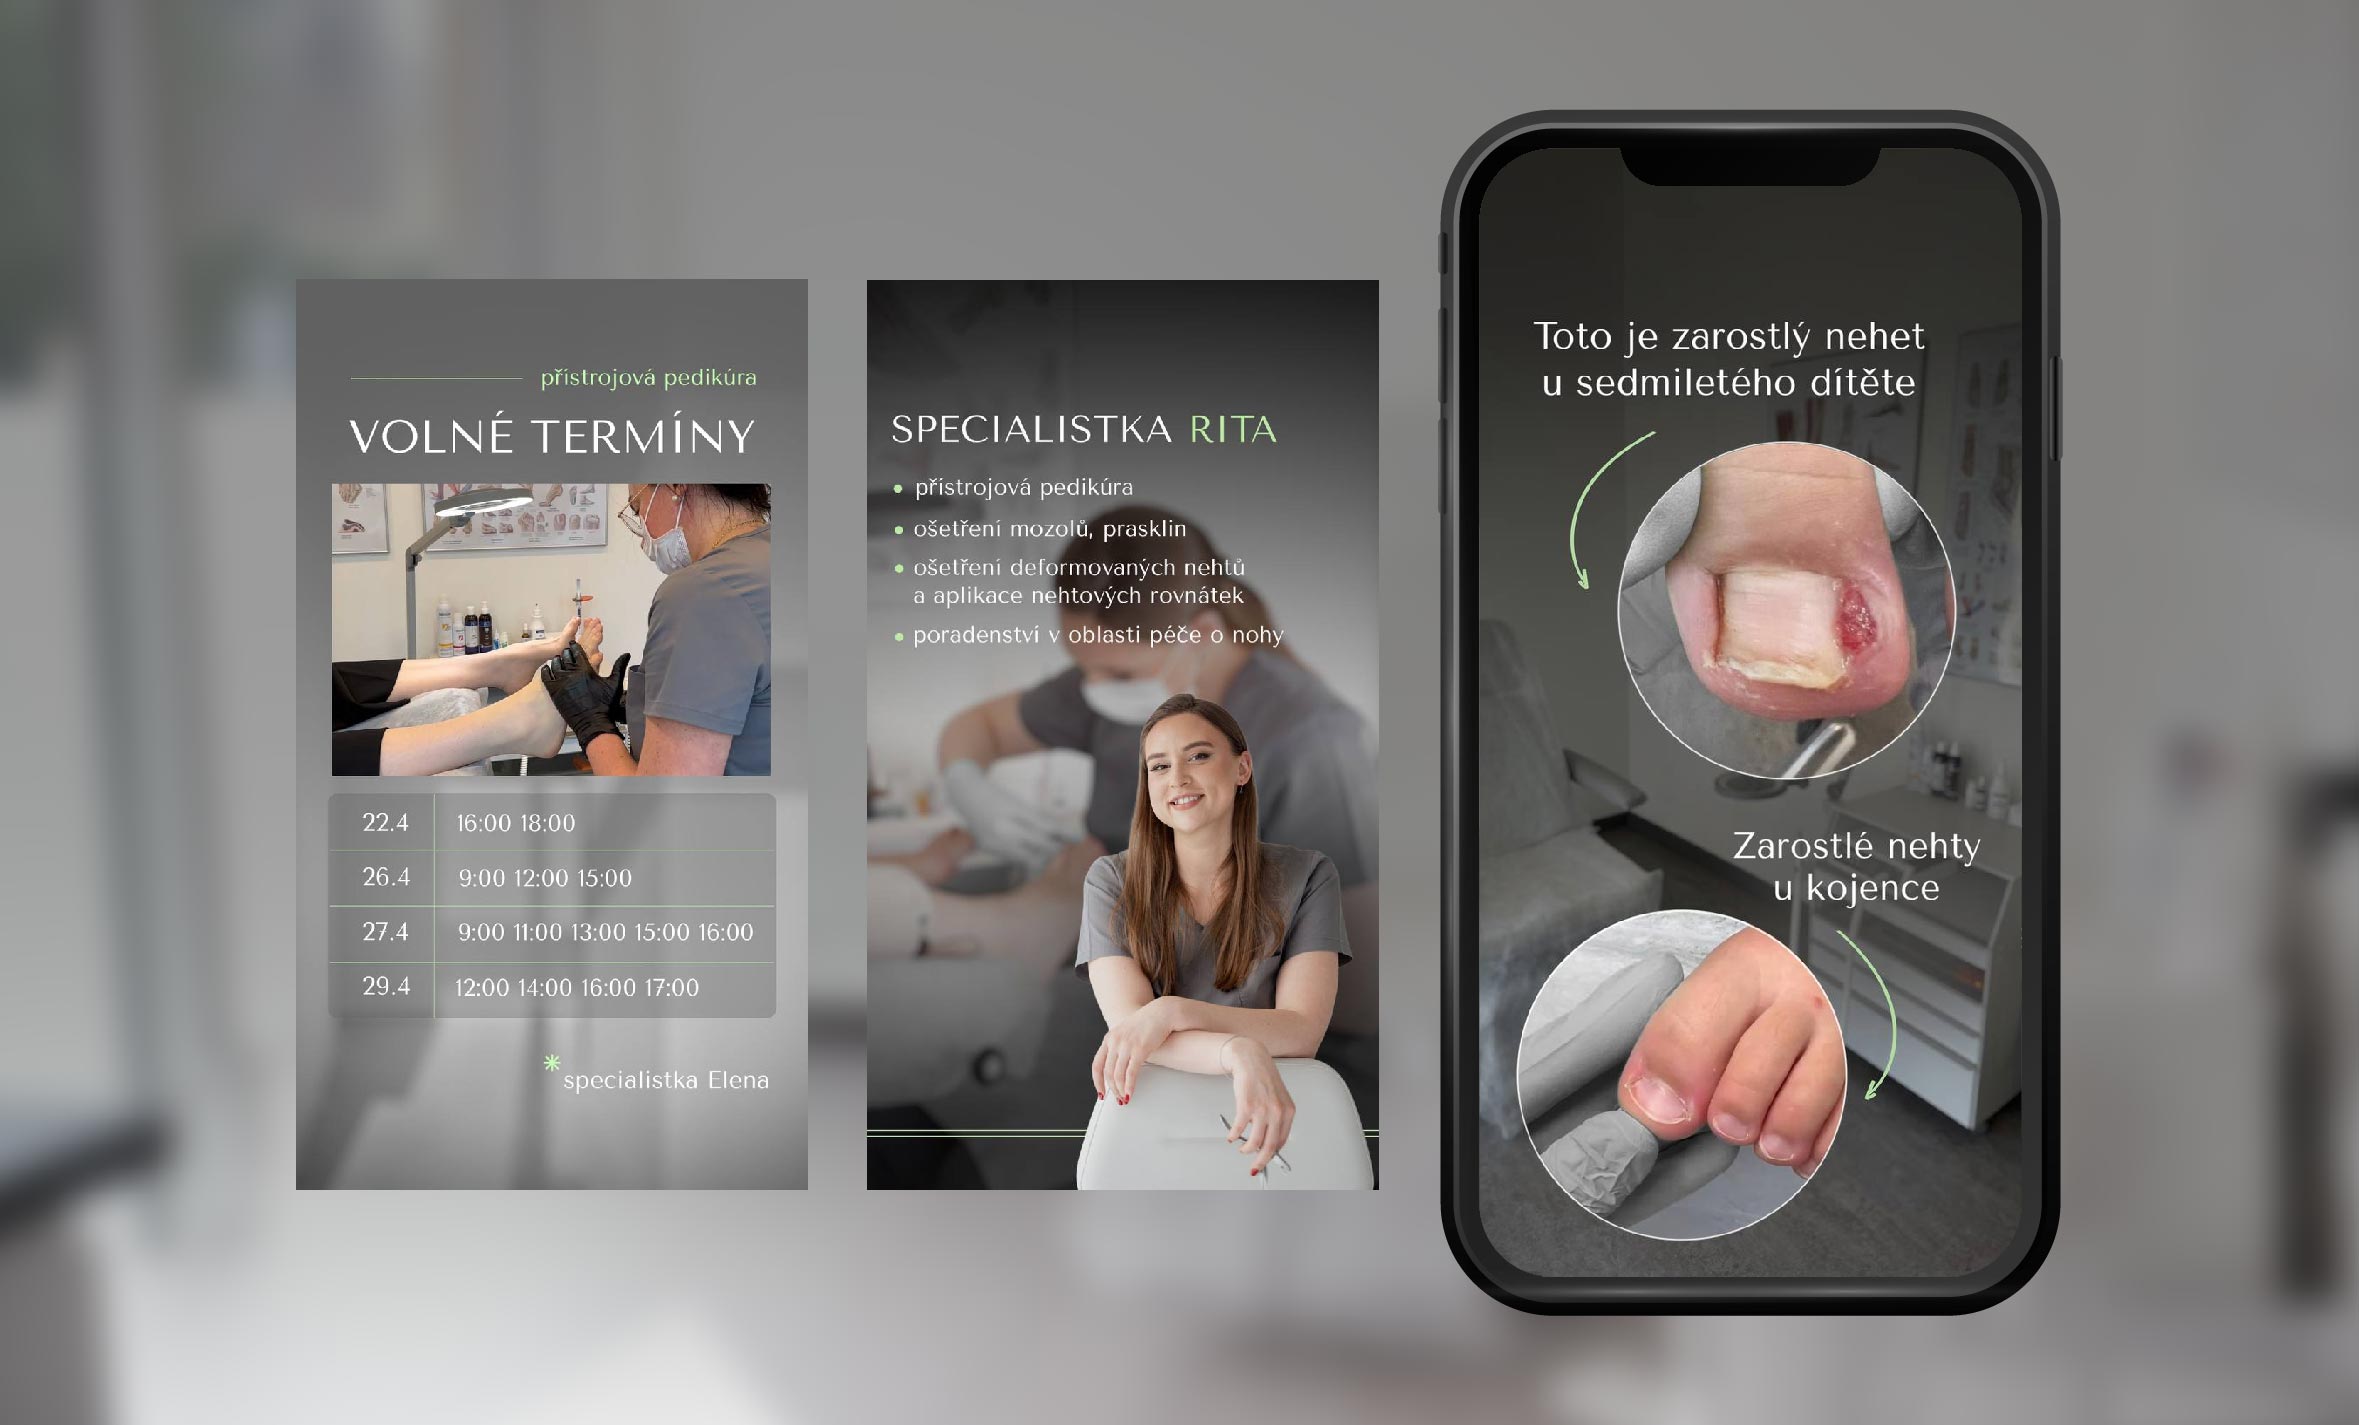 přístrojová pedikúra
VOLNÉ TERMÍNY
22.4 16:00 18:00
26.4 9:00 12:00 15:00
27.4 9:00 11:00 13:00 15:00 16:00
29.4 12:00 14:00 16:00 17:00
*specialistka Elena
SPECIALISTKA RITA
• přístrojová pedikúra
• ošetření mozolů, prasklin
• ošetření deformovaných nehtů
a aplikace nehtových rovnátek
• poradenství v oblasti péče o nohy
Toto je zarostlý nehet
u sedmiletého dítěte
Zarostlé nehty
u kojence